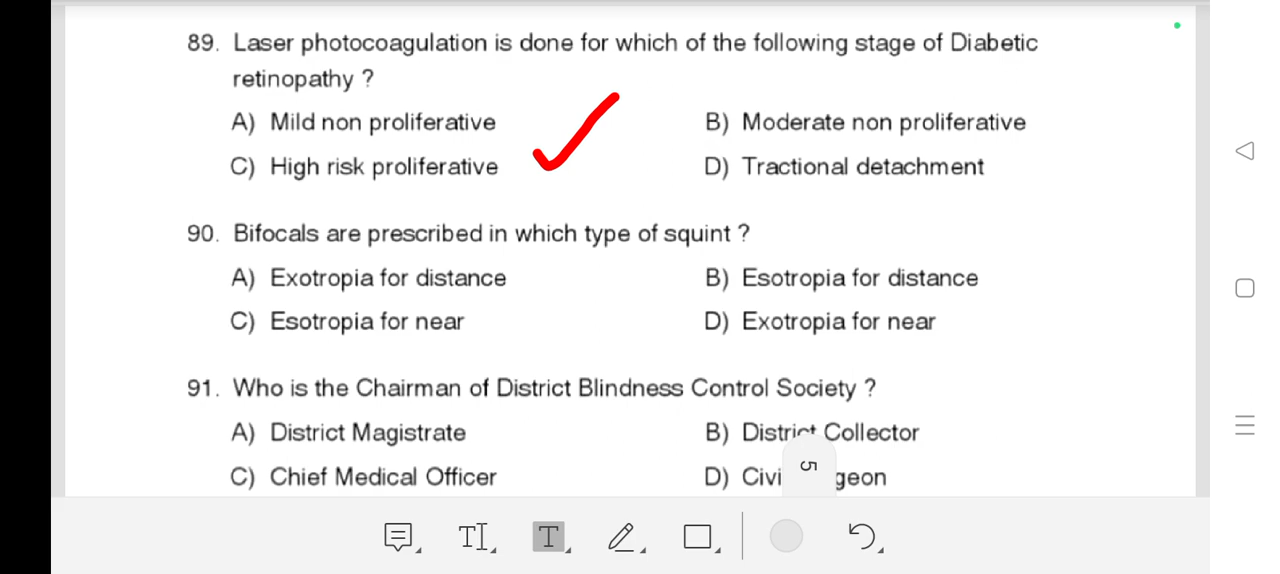 89. Laser photocoagulation is done for which of the following stage of Diabetic
retinopathy ?
A) Mild non proliferative B) Moderate non proliferative
C) High risk proliferative D) Tractional detachment
90. Bifocals are prescribed in which type of squint ?
A) Exotropia for distance B) Esotropia for distance
C) Esotropia for near D) Exotropia for near
91. Who is the Chairman of District Blindness Control Society ?
A) District Magistrate B) District Collector
C) Chief Medical Officer D)
5
TI T